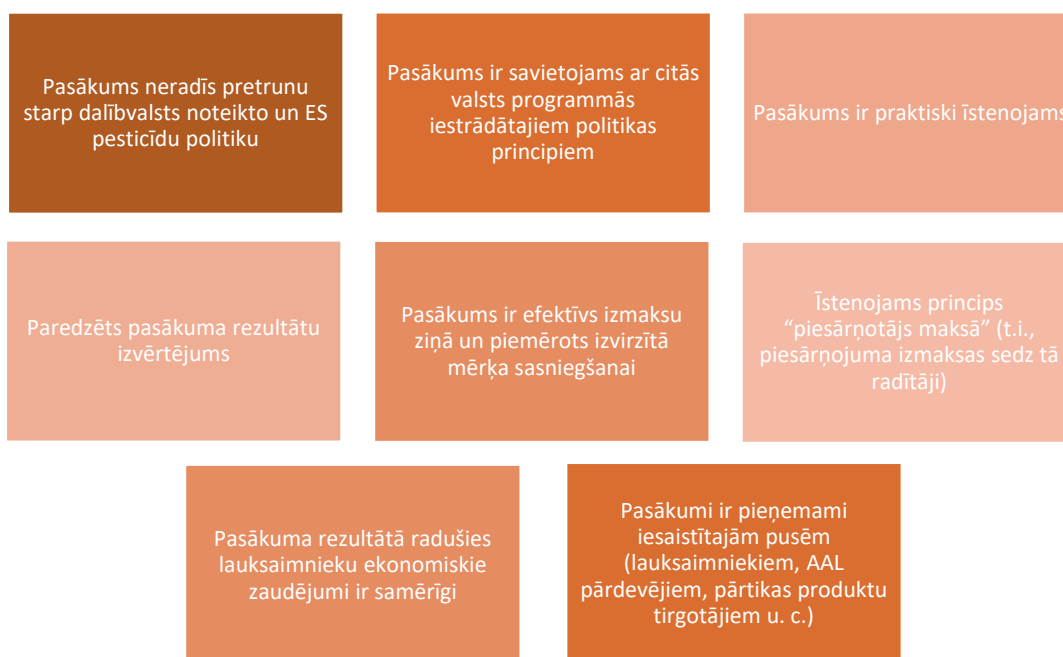 Pasākums neradīs pretrunu
starp dalībvalsts noteikto un ES
pesticīdu politiku
Pasākums ir savietojams ar citās
valsts programmās
iestrādātajiem politikas
principiem
Pasākums ir praktiski īstenojams
Paredzēts pasākuma rezultātu
izvērtējums
Pasākums ir efektīvs izmaksu
ziņā un piemērots izvirzītā
mērķa sasniegšanai
Īstenojams princips
“piesārņotājs maksā” (t.i.,
piesārņojuma izmaksas sedz tā
radītāji)
Pasākuma rezultātā radušies
lauksaimnieku ekonomiskie
zaudējumi ir samērīgi
Pasākumi ir pieņemami
iesaistītajām pusēm
(lauksaimniekiem, AAL
pārdevējiem, pārtikas produktu
tirgotājiem u. c.)